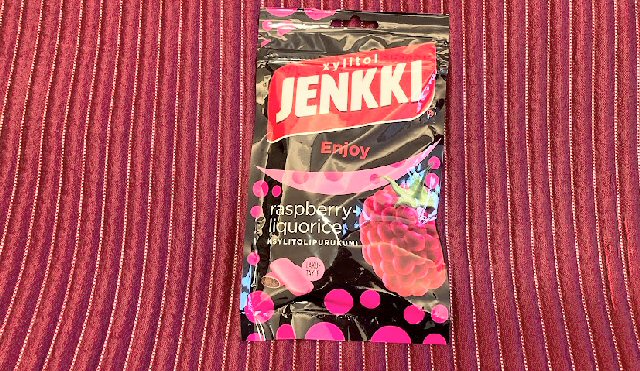 xylitol
JENKKI
Enjoy
raspberry-
liquorice
KSYLITOLIPURUKUMI